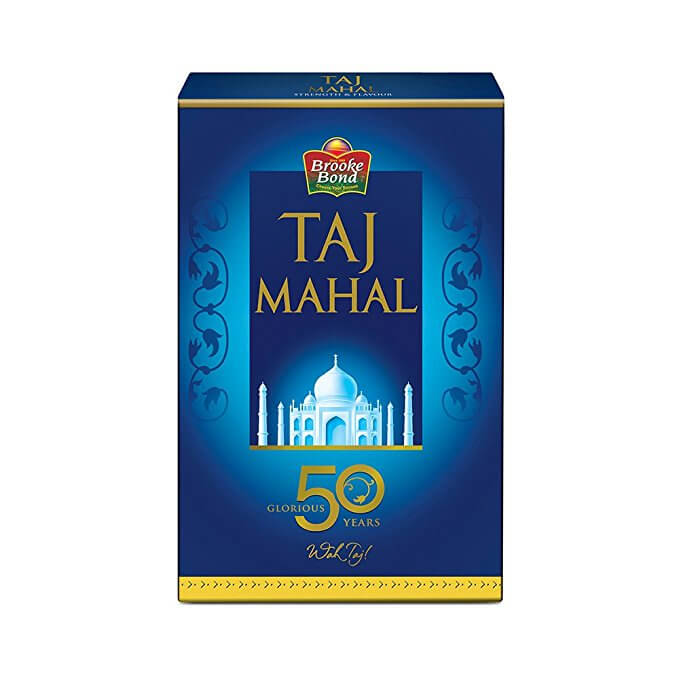 TAJ
MAHAL
STRENGTH & FLAVOUR
Brooke
Bond
TAJ
MAHAL
50
GLORIOUS
YEARS
Wah Taj!